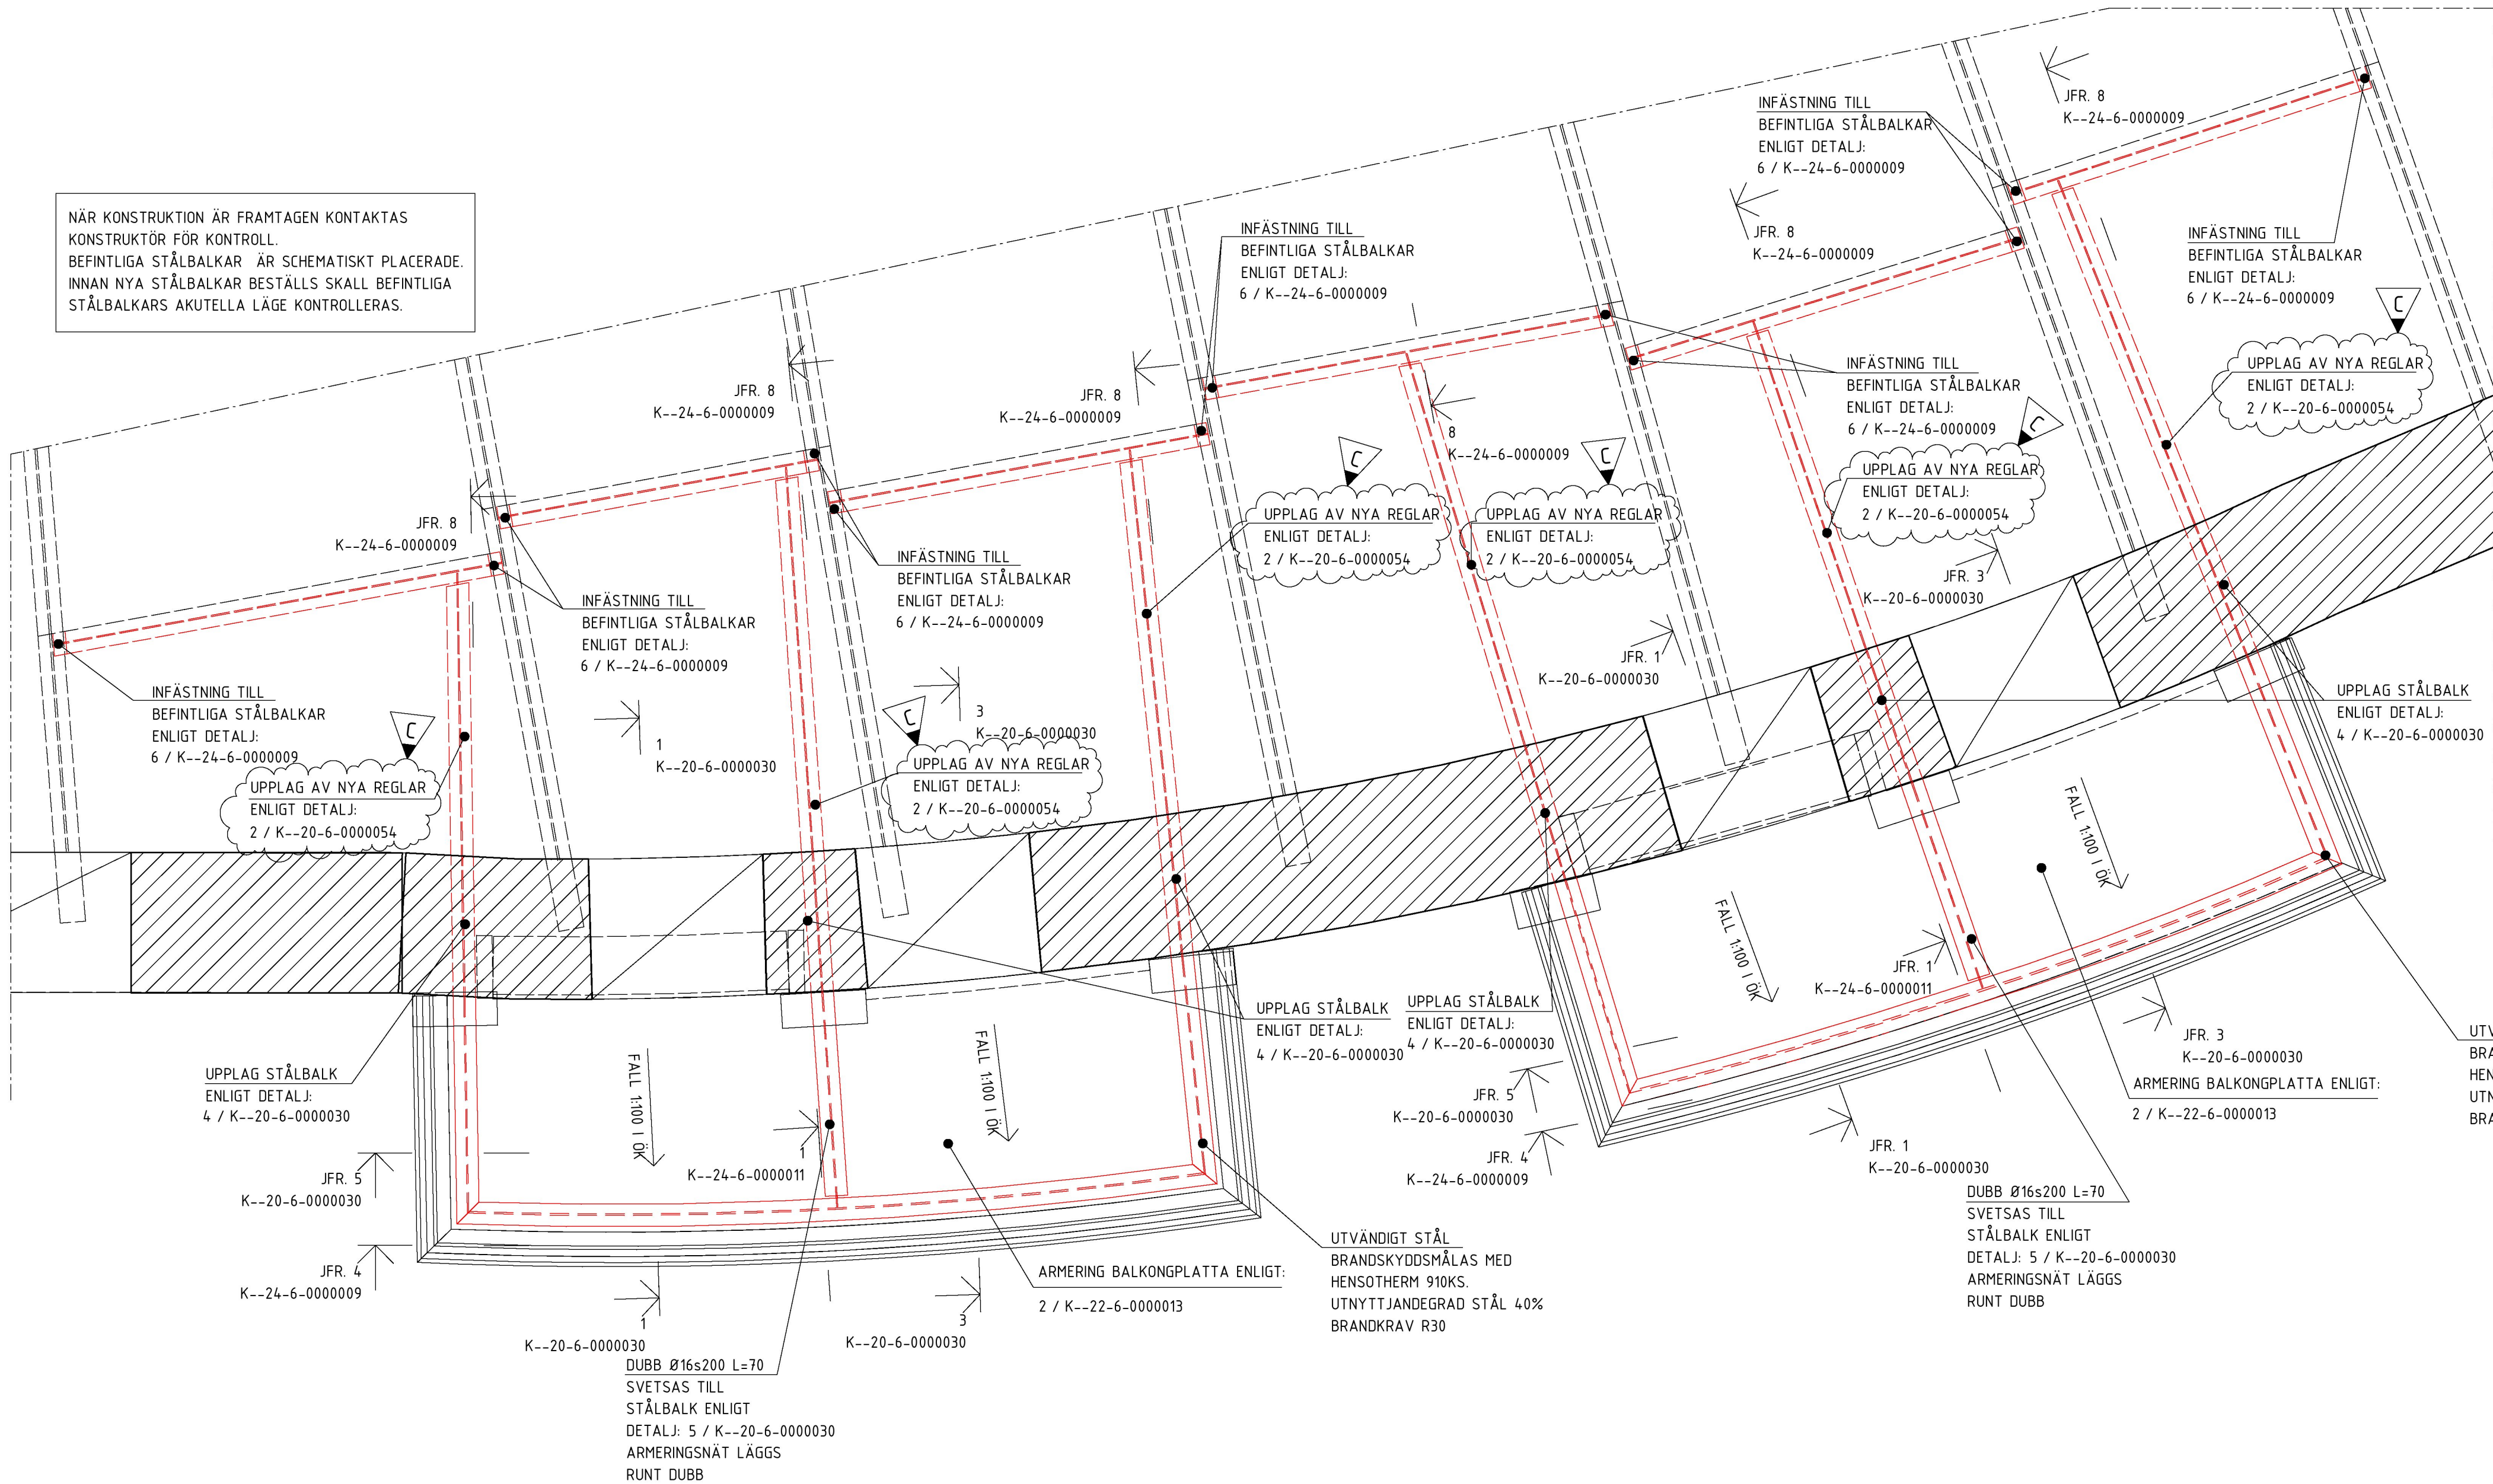 NÄR KONSTRUKTION ÄR FRAMTAGEN KONTAKTAS
KONSTRUKTÖR FÖR KONTROLL.
BEFINTLIGA STÅLBALKAR ÄR SCHEMATISKT PLACERADE.
INNAN NYA STÅLBALKAR BESTÄLLS SKALL BEFINTLIGA
STÅLBALKARS AKUTELLA LÄGE KONTROLLERAS.
JFR. 8
K--24-6-0000009
INFÄSTNING TILL
BEFINTLIGA STÅLBALKAR
ENLIGT DETALJ:
6 / K--24-6-0000009
JFR. 8
K--24-6-0000009
INFÄSTNING TILL
BEFINTLIGA STÅLBALKAR
ENLIGT DETALJ:
6 / K--24-6-0000009
INFÄSTNING TILL
BEFINTLIGA STÅLBALKAR
ENLIGT DETALJ:
6 / K--24-6-0000009
C
UPPLAG AV NYA REGLAR
ENLIGT DETALJ:
2 / K--20-6-0000054
JFR. 8
K--24-6-0000009
JFR. 8
K--24-6-0000009
INFÄSTNING TILL
BEFINTLIGA STÅLBALKAR
ENLIGT DETALJ:
6 / K--24-6-0000009
C
UPPLAG AV NYA REGLAR
ENLIGT DETALJ:
2 / K--20-6-0000054
8
K--24-6-0000009
C
UPPLAG AV NYA REGLAR
ENLIGT DETALJ:
2 / K--20-6-0000054
C
UPPLAG AV NYA REGLAR
ENLIGT DETALJ:
2 / K--20-6-0000054
JFR. 8
K--24-6-0000009
INFÄSTNING TILL
BEFINTLIGA STÅLBALKAR
ENLIGT DETALJ:
6 / K--24-6-0000009
INFÄSTNING TILL
BEFINTLIGA STÅLBALKAR
ENLIGT DETALJ:
6 / K--24-6-0000009
JFR. 3
K--20-6-0000030
JFR. 1
K--20-6-0000030
INFÄSTNING TILL
BEFINTLIGA STÅLBALKAR
ENLIGT DETALJ:
6 / K--24-6-0000009
C
UPPLAG AV NYA REGLAR
ENLIGT DETALJ:
2 / K--20-6-0000054
1
K--20-6-0000030
3
K--20-6-0000030
C
UPPLAG AV NYA REGLAR
ENLIGT DETALJ:
2 / K--20-6-0000054
UPPLAG STÅLBALK
ENLIGT DETALJ:
4 / K--20-6-0000030
FALL 1:100 I ÖK
FALL 1:100 I ÖK
FALL 1:100 I ÖK
FALL 1:100 I ÖK
UPPLAG STÅLBALK
ENLIGT DETALJ:
4 / K--20-6-0000030
UPPLAG STÅLBALK
ENLIGT DETALJ:
4 / K--20-6-0000030
UPPLAG STÅLBALK
ENLIGT DETALJ:
4 / K--20-6-0000030
JFR. 1
K--24-6-0000011
JFR. 3
K--20-6-0000030
ARMERING BALKONGPLATTA ENLIGT:
2 / K--22-6-0000013
UTV
BRA
HEN
UTN
BRA
JFR. 5
K--20-6-0000030
JFR. 4
K--24-6-0000009
1
K--24-6-0000011
JFR. 5
K--20-6-0000030
JFR. 4
K--24-6-0000009
JFR. 1
K--20-6-0000030
DUBB Ø16s200 L=70
SVETSAS TILL
STÅLBALK ENLIGT
DETALJ: 5 / K--20-6-0000030
ARMERINGSNÄT LÄGGS
RUNT DUBB
UTVÄNDIGT STÅL
BRANDSKYDDSMÅLAS MED
HENSOTHERM 910KS.
UTNYTTJANDEGRAD STÅL 40%
BRANDKRAV R30
ARMERING BALKONGPLATTA ENLIGT:
2 / K--22-6-0000013
1
K--20-6-0000030
3
K--20-6-0000030
DUBB Ø16s200 L=70
SVETSAS TILL
STÅLBALK ENLIGT
DETALJ: 5 / K--20-6-0000030
ARMERINGSNÄT LÄGGS
RUNT DUBB